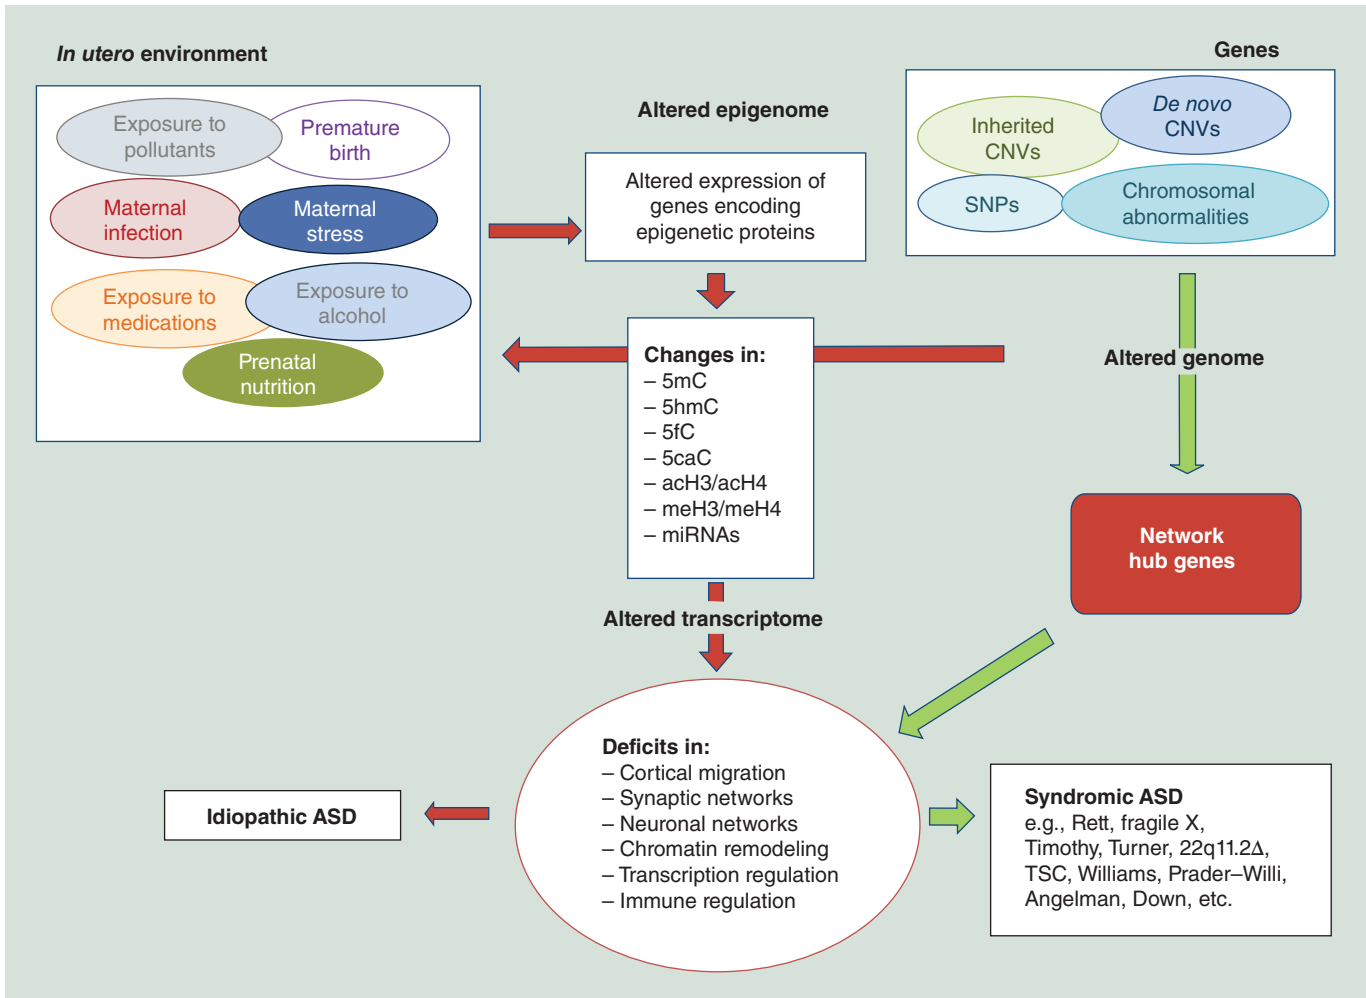 In utero environment
Exposure to
pollutants
Premature
birth
Maternal
infection
Maternal
stress
Exposure to
medications
Exposure to
alcohol
Prenatal
nutrition
Altered epigenome
Altered expression of
genes encoding
epigenetic proteins
Genes
Inherited
CNVs
De novo
CNVs
SNPs
Chromosomal
abnormalities
Changes in:
– 5mC
– 5hmC
– 5fC
– 5caC
– acH3/acH4
– meH3/meH4
– miRNAs
Altered genome
Network
hub genes
Altered transcriptome
Deficits in:
– Cortical migration
– Synaptic networks
– Neuronal networks
– Chromatin remodeling
– Transcription regulation
– Immune regulation
Idiopathic ASD
Syndromic ASD
e.g., Rett, fragile X,
Timothy, Turner, 22q11.2Δ,
TSC, Williams, Prader–Willi,
Angelman, Down, etc.